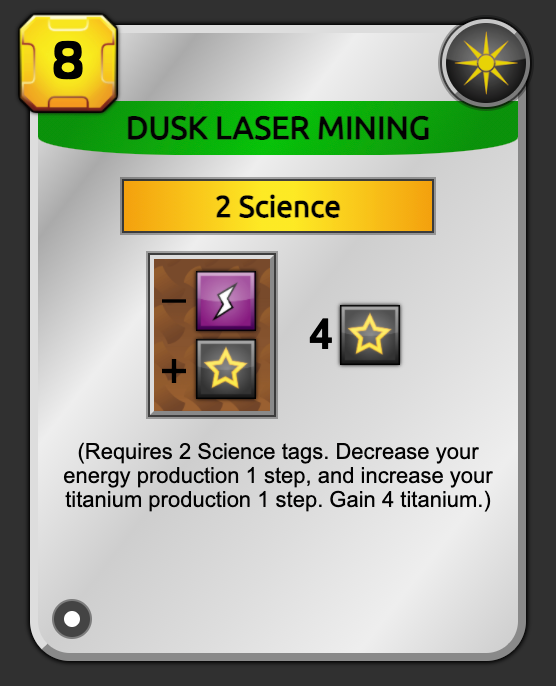 8
DUSK LASER MINING
2 Science
−
+
4
(Requires 2 Science tags. Decrease your
energy production 1 step, and increase your
titanium production 1 step. Gain 4 titanium.)